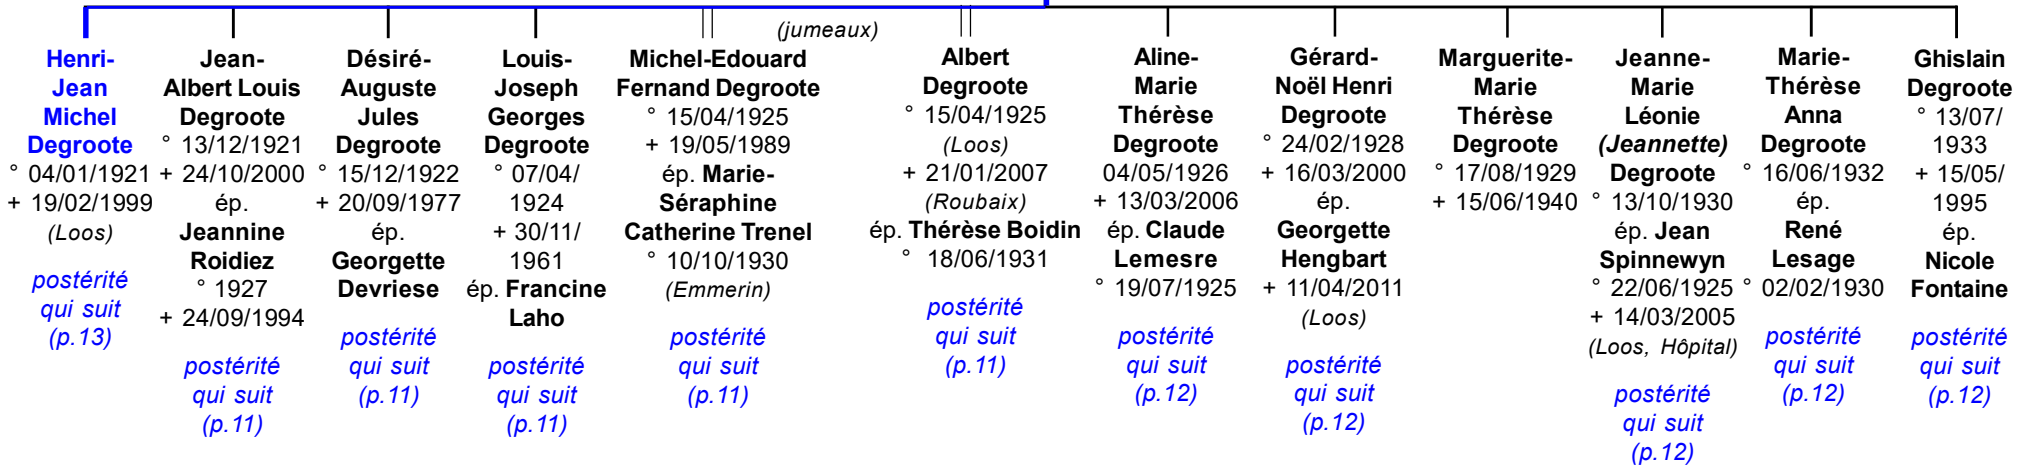 (jumeaux)
Henri-
Jean
Michel
Degroote
° 04/01/1921
+ 19/02/1999
(Loos)
postérité
qui suit
(p.13)
Jean-
Albert Louis
Degroote
° 13/12/1921
+ 24/10/2000
ép.
Jeannine
Roidiez
° 1927
+ 24/09/1994
postérité
qui suit
(p.11)
Désiré-
Auguste
Jules
Degroote
° 15/12/1922
+ 20/09/1977
ép.
Georgette
Devriese
postérité
qui suit
(p.11)
Louis-
Joseph
Georges
Degroote
° 07/04/
1924
+ 30/11/
1961
ép. Francine
Laho
postérité
qui suit
(p.11)
Michel-Edouard
Fernand Degroote
° 15/04/1925
+ 19/05/1989
ép. Marie-
Séraphine
Catherine Trenel
° 10/10/1930
(Emmerin)
postérité
qui suit
(p.11)
Albert
Degroote
° 15/04/1925
(Loos)
+ 21/01/2007
(Roubaix)
ép. Thérèse Boidin
° 18/06/1931
postérité
qui suit
(p.11)
Aline-
Marie
Thérèse
Degroote
04/05/1926
+ 13/03/2006
ép. Claude
Lemesre
° 19/07/1925
postérité
qui suit
(p.12)
Gérard-
Noël Henri
Degroote
° 24/02/1928
+ 16/03/2000
ép.
Georgette
Hengbart
+ 11/04/2011
(Loos)
postérité
qui suit
(p.12)
Marguerite-
Marie
Thérèse
Degroote
° 17/08/1929
+ 15/06/1940
Jeanne-
Marie
Léonie
(Jeannette)
Degroote
° 13/10/1930
ép. Jean
Spinnewyn
° 22/06/1925
+ 14/03/2005
(Loos, Hôpital)
postérité
qui suit
(p.12)
Marie-
Thérèse
Anna
Degroote
° 16/06/1932
ép.
René
Lesage
° 02/02/1930
postérité
qui suit
(p.12)
Ghislain
Degroote
° 13/07/
1933
+ 15/05/
1995
ép.
Nicole
Fontaine
postérité
qui suit
(p.12)